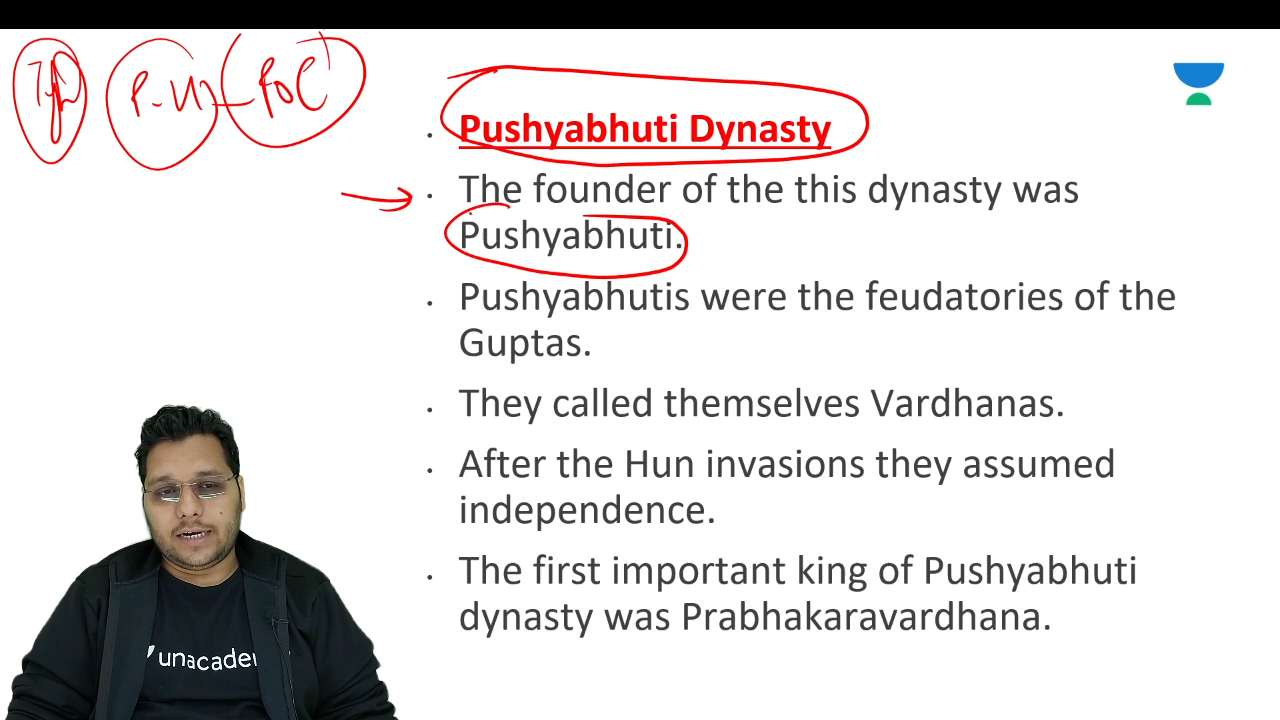 Pushyabhuti Dynasty
The founder of the this dynasty was
Pushyabhuti.
Pushyabhutis were the feudatories of the
Guptas.
They called themselves Vardhanas.
After the Hun invasions they assumed
independence.
The first important king of Pushyabhuti
dynasty was Prabhakaravardhana.
unacade